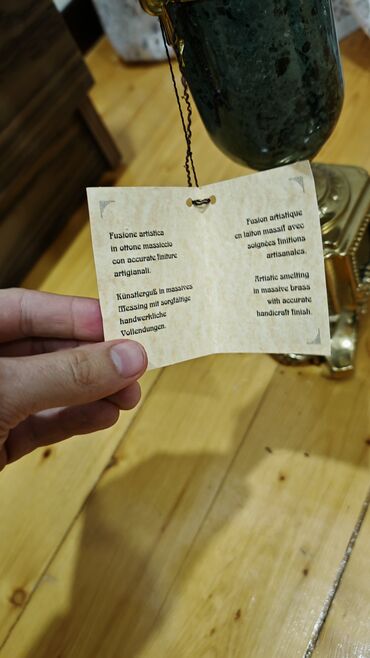 Fusione artistica
in ottone massiccio
con accurate finiture
artigianali.
Künstlerguß in massives
Messing mit sorgfältige
handwerkliche
Vollendungen.
Fusion artistique
en laiton massif avec
soignées finitions
artisanales.
Artistic smelting
in massive brass
with accurate
handicraft finish.